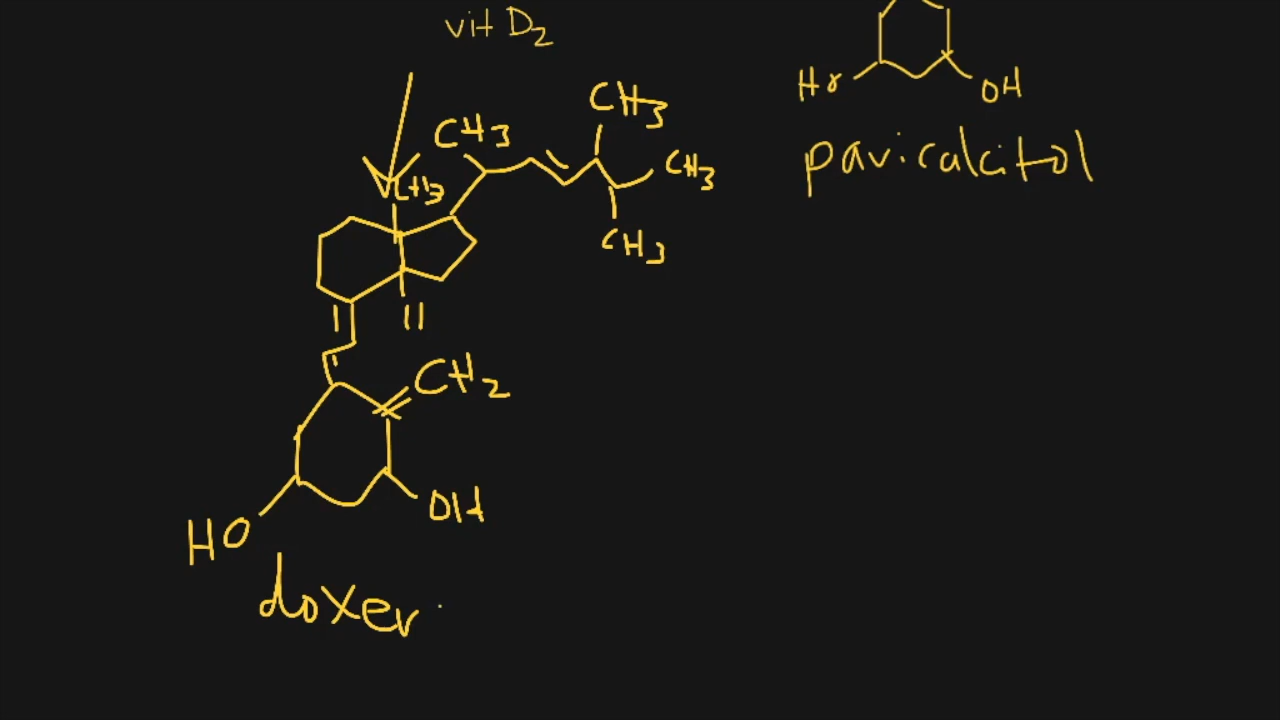 vit D2
HO
OH
CH3
CH3
CH3
CH3
CH3
paricalcitol
H
CH2
OH
HO
doxer